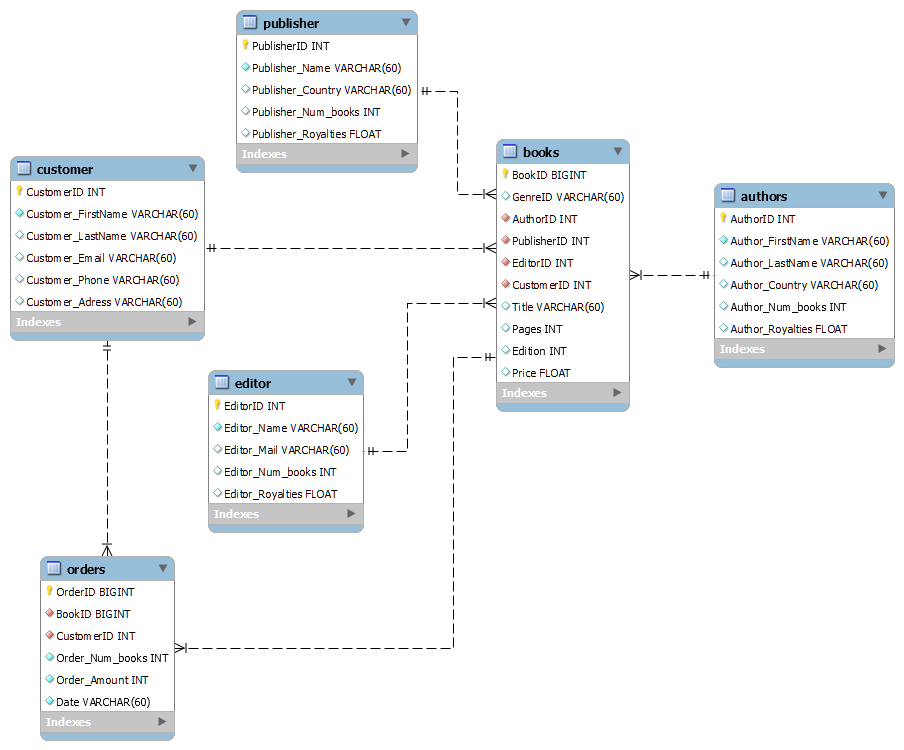 publisher
PublisherID INT
Publisher_Name VARCHAR(60)
Publisher_Country VARCHAR(60)
Publisher_Num_books INT
Publisher_Royalties FLOAT
Indexes
customer
CustomerID INT
Customer_FirstName VARCHAR(60)
Customer_LastName VARCHAR(60)
Customer_Email VARCHAR(60)
Customer_Phone VARCHAR(60)
Customer_Adress VARCHAR(60)
Indexes
books
BookID BIGINT
GenreID VARCHAR(60)
AuthorID INT
PublisherID INT
EditorID INT
CustomerID INT
Title VARCHAR(60)
Pages INT
Edition INT
Price FLOAT
Indexes
authors
AuthorID INT
Author_FirstName VARCHAR(60)
Author_LastName VARCHAR(60)
Author_Country VARCHAR(60)
Author_Num_books INT
Author_Royalties FLOAT
Indexes
editor
EditorID INT
Editor_Name VARCHAR(60)
Editor_Mail VARCHAR(60)
Editor_Num_books INT
Editor_Royalties FLOAT
Indexes
orders
OrderID BIGINT
BookID BIGINT
CustomerID INT
Order_Num_books INT
Order_Amount INT
Date VARCHAR(60)
Indexes